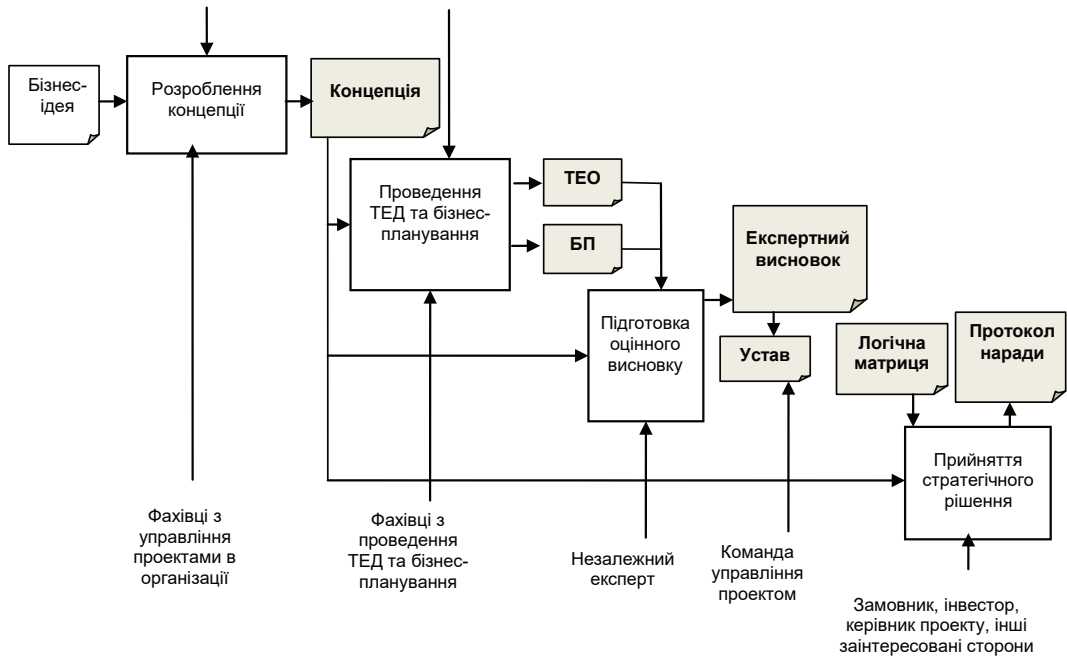 Бізнес-
ідея
Розроблення
концепції
Концепція
Проведення
ТЕД та бізнес-
планування
ТЕО
БП
Експертний
висновок
Підготовка
оцінного
висновку
Устав
Логічна
матриця
Протокол
наради
Прийняття
стратегічного
рішення
Фахівці з
управління
проектами в
організації
Фахівці з
проведення
ТЕД та бізнес-
планування
Незалежний
експерт
Команда
управління
проектом
Замовник, інвестор,
керівник проекту, інші
заінтересовані сторони